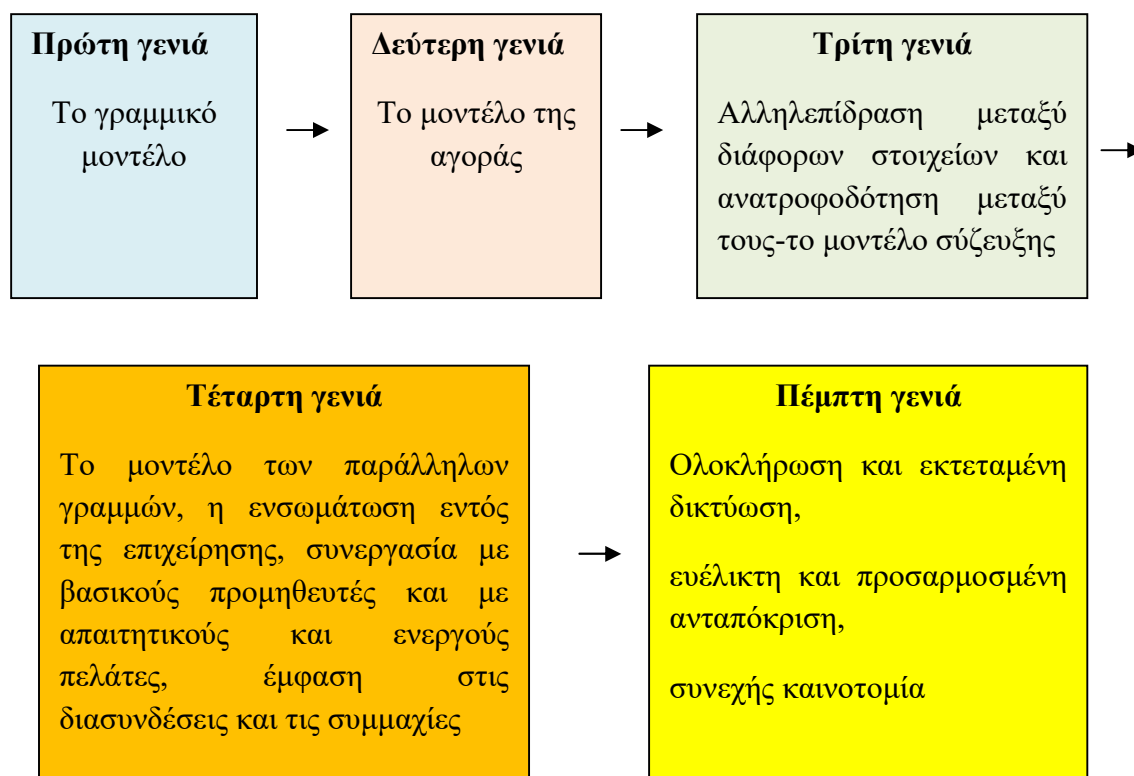 Πρώτη γενιά
Το γραμμικό
μοντέλο
Δεύτερη γενιά
Το μοντέλο της
αγοράς
Τρίτη γενιά
Αλληλεπίδραση μεταξύ
διάφορων στοιχείων και
ανατροφοδότηση μεταξύ
τους-το μοντέλο σύζευξης
Τέταρτη γενιά
Το μοντέλο των παράλληλων
γραμμών, η ενσωμάτωση εντός
της επιχείρησης, συνεργασία με
βασικούς προμηθευτές και με
απαιτητικούς και ενεργούς
πελάτες, έμφαση στις
διασυνδέσεις και τις συμμαχίες
Πέμπτη γενιά
Ολοκλήρωση και εκτεταμένη
δικτύωση,
ευέλικτη και προσαρμοσμένη
ανταπόκριση,
συνεχής καινοτομία